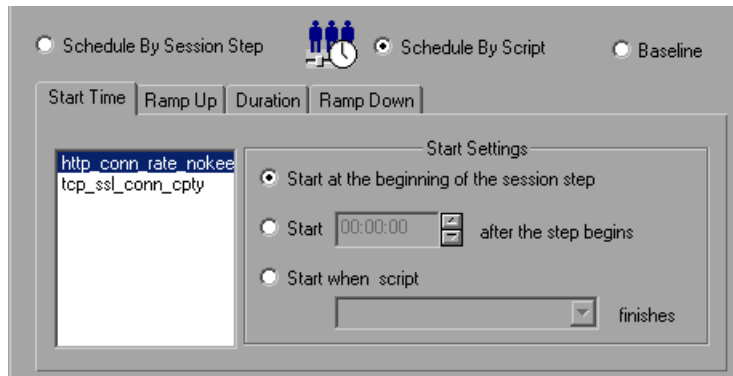 Schedule By Session Step
Schedule By Script
Baseline
Start Time
Ramp Up
Duration
Ramp Down
http_conn_rate_nokee
tcp_ssl_conn_cpty
Start Settings
Start at the beginning of the session step
Start 00:00:00 after the step begins
Start when script
finishes